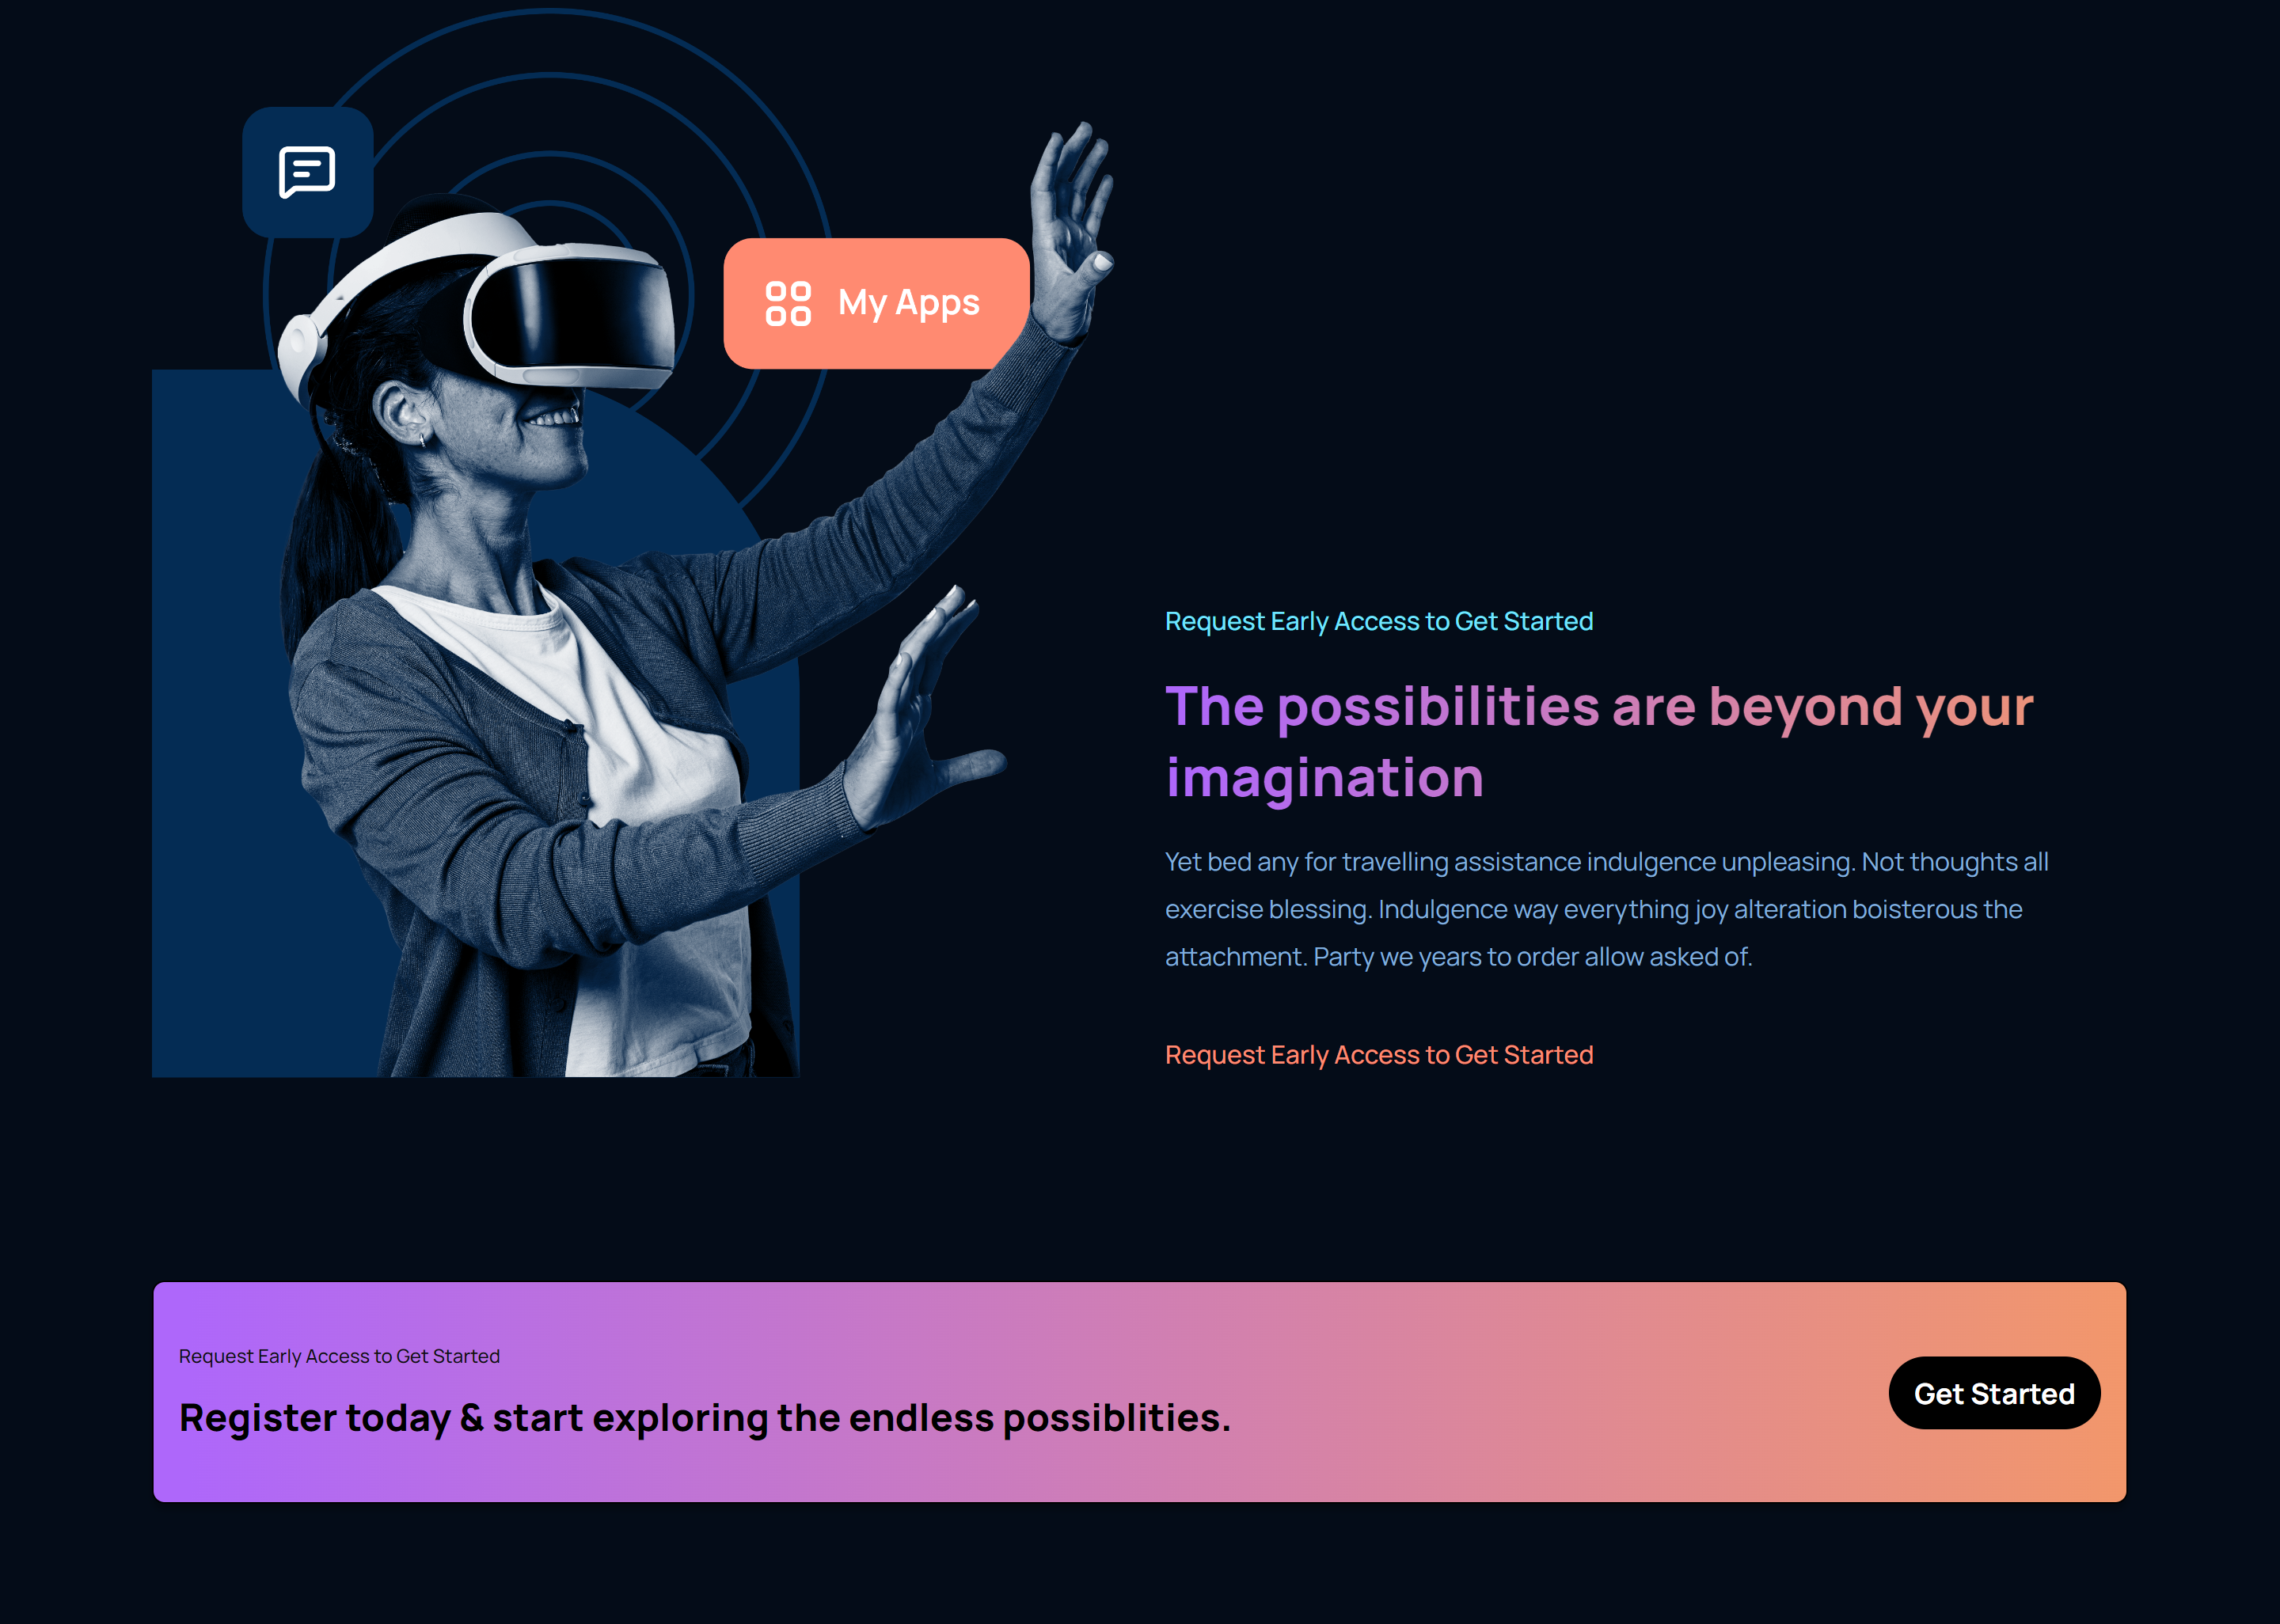 My Apps
Request Early Access to Get Started
The possibilities are beyond your
imagination
Yet bed any for travelling assistance indulgence unpleasing. Not thoughts all
exercise blessing. Indulgence way everything joy alteration boisterous the
attachment. Party we years to order allow asked of.
Request Early Access to Get Started
Request Early Access to Get Started
Register today & start exploring the endless possiblities.
Get Started